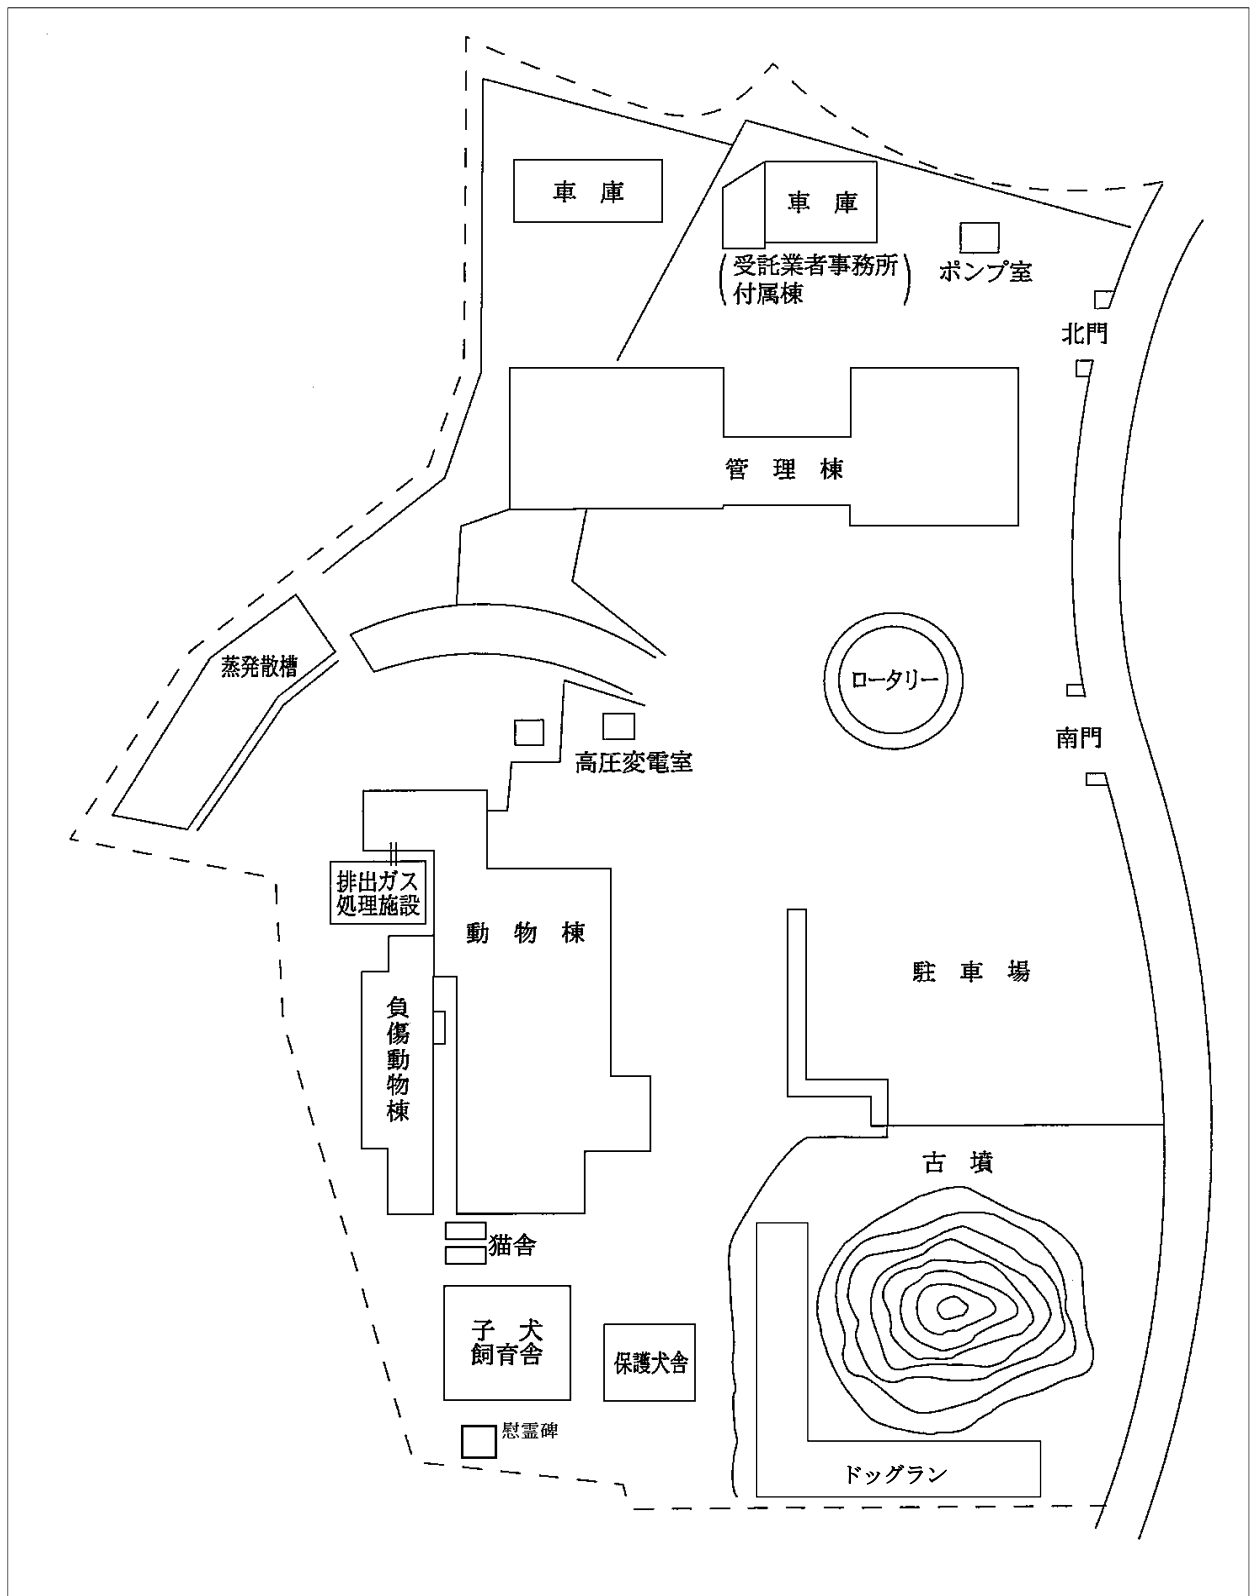 車庫
車庫
(受託業者事務所
付属棟)
ポンプ室
北門
管理棟
蒸発散槽
ロータリー
南門
高圧変電室
排出ガス
処理施設
動物棟
駐車場
負傷動物棟
古墳
猫舎
子犬
飼育舎
保護犬舎
慰霊碑
ドッグラン